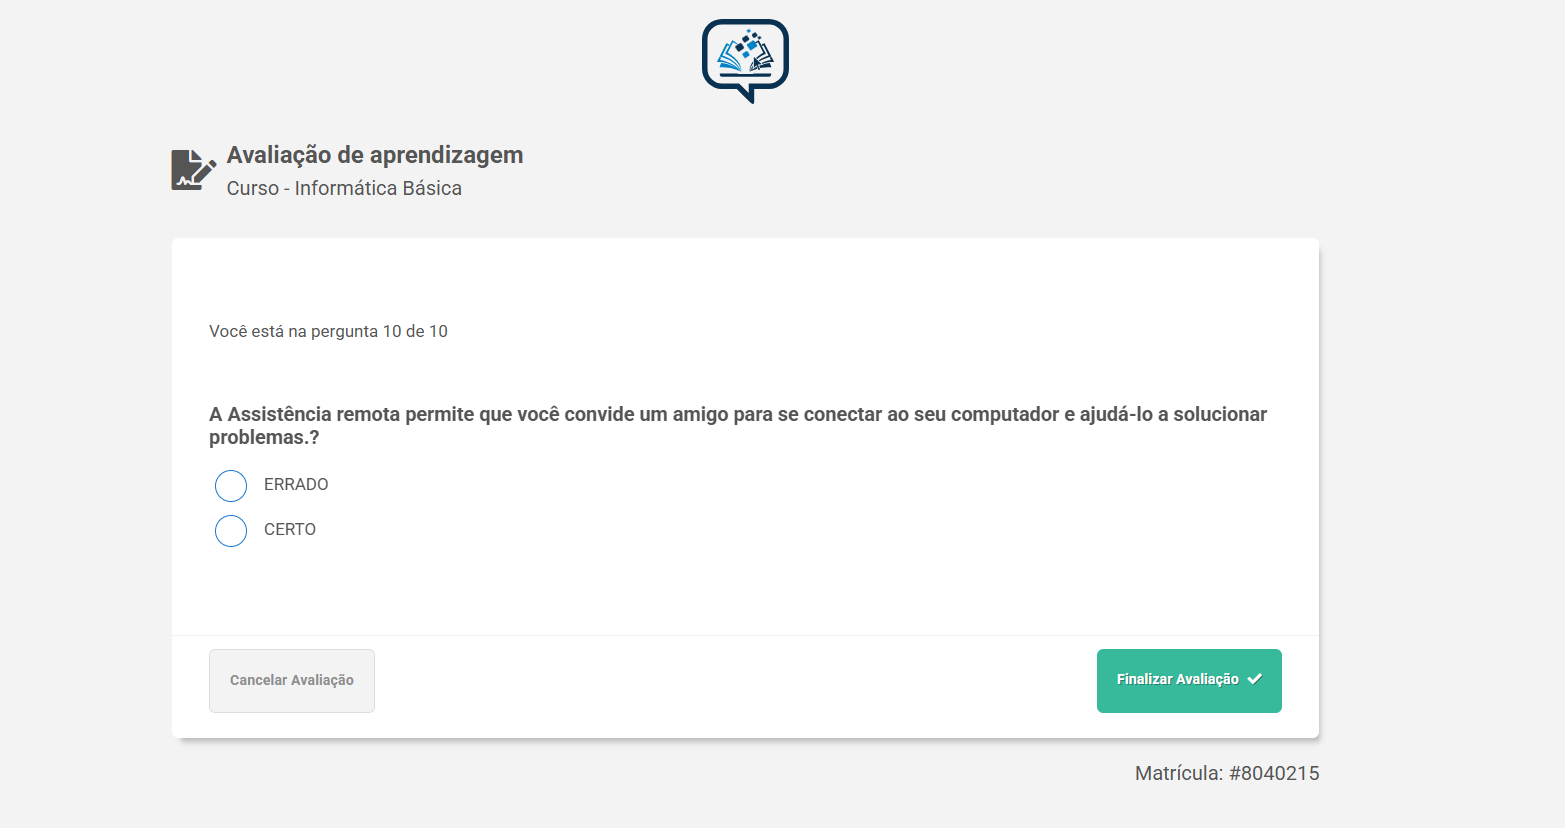 Avaliação de aprendizagem
Curso - Informática Básica
Você está na pergunta 10 de 10
A Assistência remota permite que você convide um amigo para se conectar ao seu computador e ajudá-lo a solucionar
problemas.?
ERRADO
CERTO
Cancelar Avaliação
Finalizar Avaliação
Matrícula: #8040215